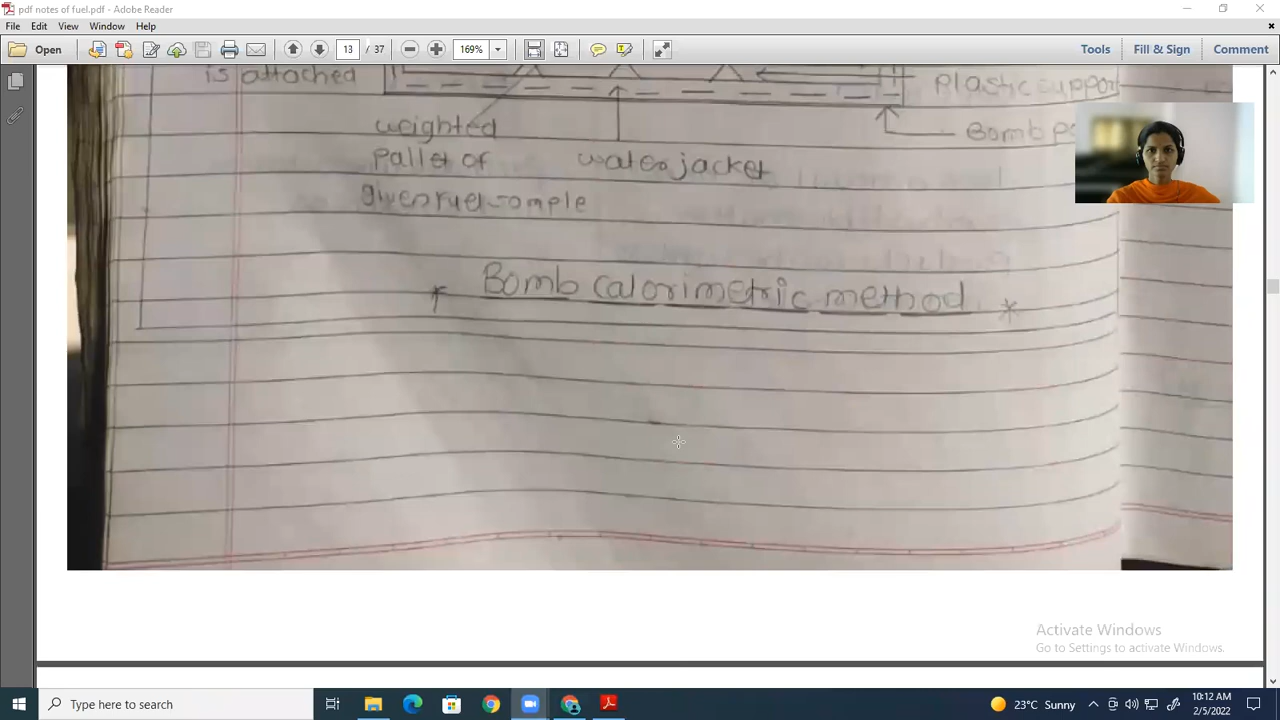 pdf notes of fuel.pdf - Adobe Reader
File Edit View Window Help
Open 13 / 37 169% Tools Fill & Sign Comment
is attached
Plastic support
weighted
Bomb P
Pallet of water jacket
given fuel sample
* Bomb Calorimetric method *
Activate Windows
Go to Settings to activate Windows.
Type here to search
23°C Sunny
10:12 AM
2/5/2022